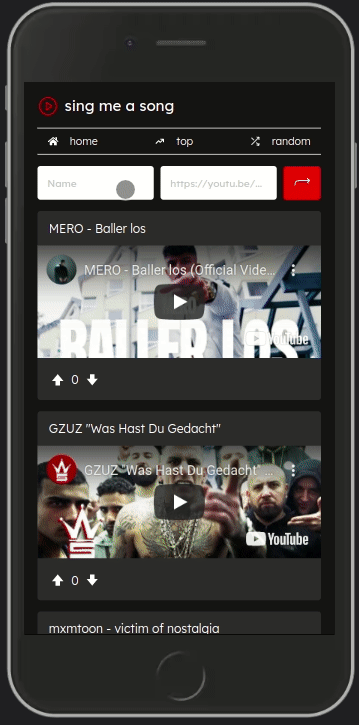 sing me a song
home top random
Name https://youtu.be/...
MERO - Baller los
MERO - Baller los (Official Vide...
BALLER LOS
YouTube
0
GZUZ "Was Hast Du Gedacht"
GZUZ "Was Hast Du Gedacht" ...
YouTube
0
mxmtoon - victim of nostalgia